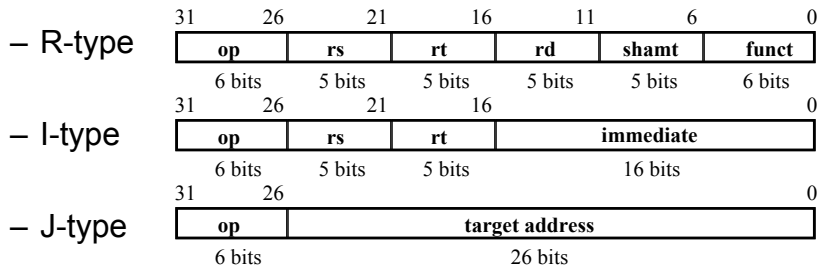 31 26 21 16 11 6 0
– R-type op rs rt rd shamt funct
6 bits 5 bits 5 bits 5 bits 5 bits 6 bits
31 26 21 16 0
– I-type op rs rt immediate
6 bits 5 bits 5 bits 16 bits
31 26 0
– J-type op target address
6 bits 26 bits